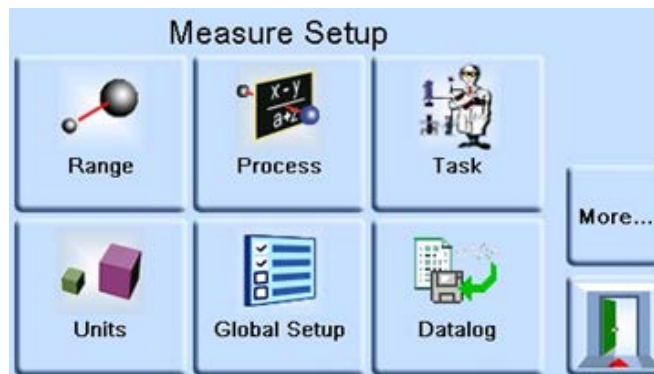 Measure Setup
Range
Process
x-y
a+z
Task
More...
Units
Global Setup
Datalog